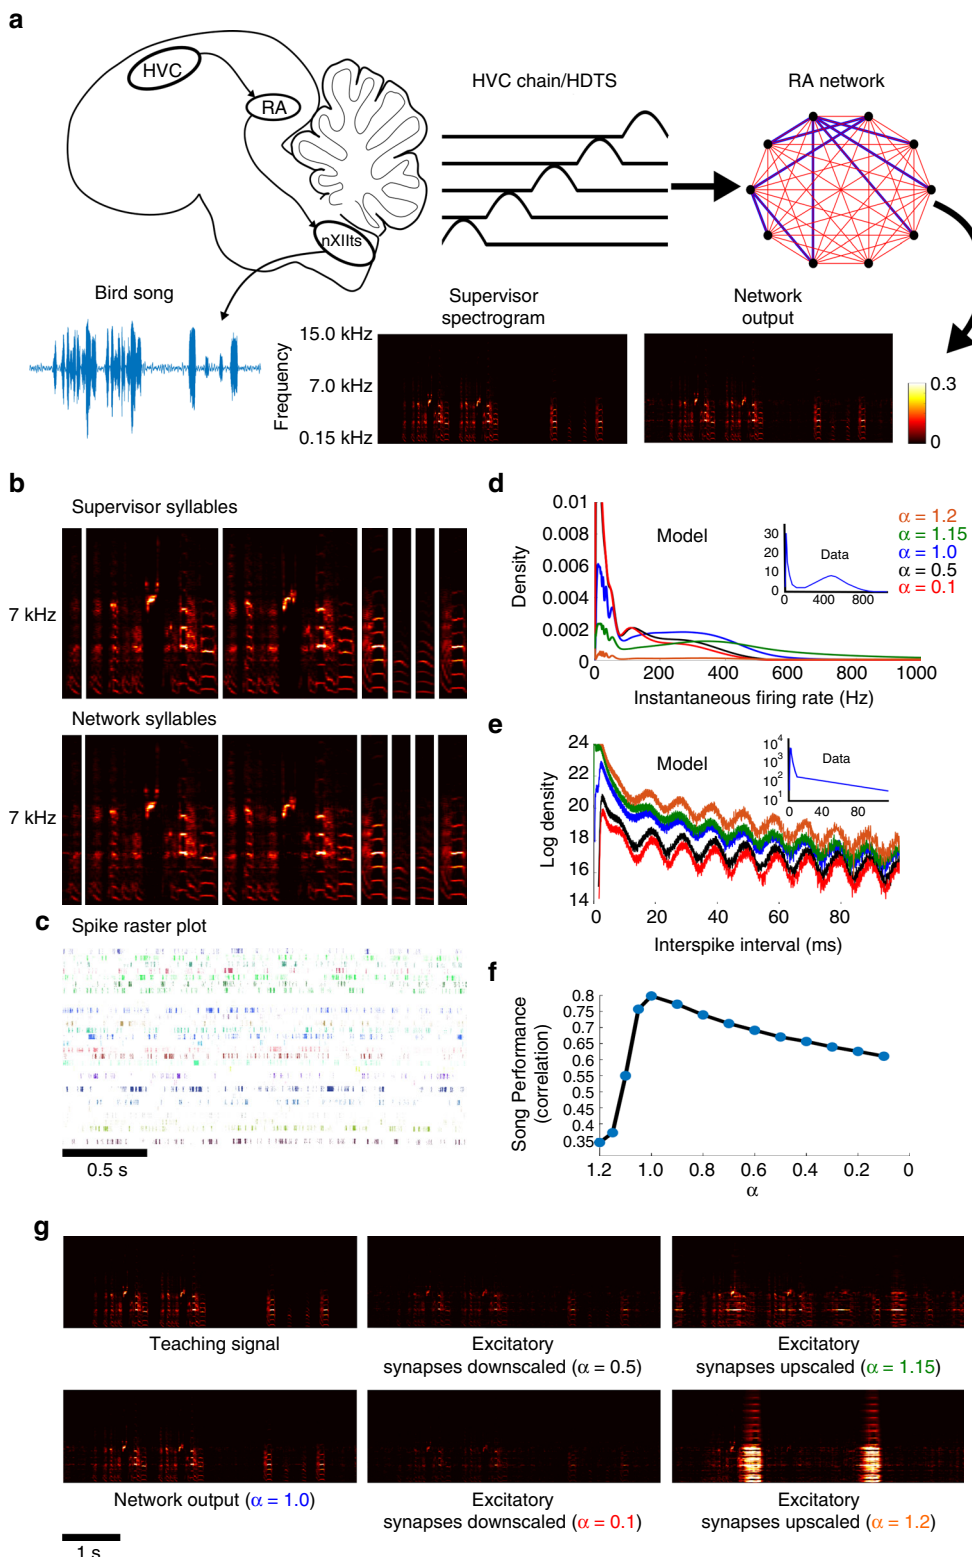 a
HVC
RA
nXIIts
HVC chain/HDTS
RA network
Bird song
Supervisor
spectrogram
Network
output
15.0 kHz
7.0 kHz
0.15 kHz
Frequency
0.3
0
b
Supervisor syllables
7 kHz
Network syllables
7 kHz
c
Spike raster plot
0.5 s
d
0.01
0.008
0.006
0.004
0.002
0
Density
Model
Data
30
20
10
0
0 400 800
α = 1.2
α = 1.15
α = 1.0
α = 0.5
α = 0.1
0 200 400 600 800 1000
Instantaneous firing rate (Hz)
e
24
22
20
18
16
14
Log density
Model
Data
10⁴
10³
10²
10¹
0 40 80
0 20 40 60 80
Interspike interval (ms)
f
0.8
0.75
0.7
0.65
0.6
0.55
0.5
0.45
0.4
0.35
Song Performance
(correlation)
1.2 1.0 0.8 0.6 0.4 0.2 0
α
g
Teaching signal
Excitatory
synapses downscaled (α = 0.5)
Excitatory
synapses upscaled (α = 1.15)
Network output (α = 1.0)
Excitatory
synapses downscaled (α = 0.1)
Excitatory
synapses upscaled (α = 1.2)
1 s